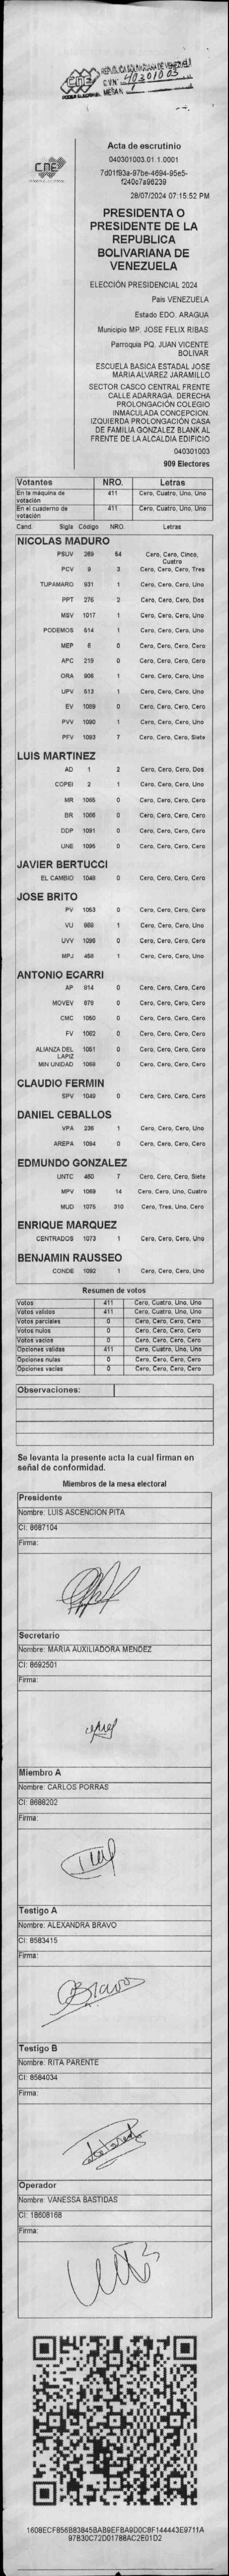 CNE
PODER ELECTORAL
REPUBLICA BOLIVARIANA DE VENEZUELA
C.V.Nº 40301003
MESA Nº 1
CNE
Acta de escrutinio
040301003.01.1.0001
7d01f93a-97be-4694-95e5-
f240c7a96239
28/07/2024 07:15:52 PM
PRESIDENTA O
PRESIDENTE DE LA
REPUBLICA
BOLIVARIANA DE
VENEZUELA
ELECCIÓN PRESIDENCIAL 2024
País VENEZUELA
Estado EDO. ARAGUA
Municipio MP. JOSE FELIX RIBAS
Parroquia PQ. JUAN VICENTE
BOLIVAR
ESCUELA BASICA ESTADAL JOSE
MARIA ALVAREZ JARAMILLO
SECTOR CASCO CENTRAL FRENTE
CALLE ADARRAGA. DERECHA
PROLONGACIÓN COLEGIO
INMACULADA CONCEPCION.
IZQUIERDA PROLONGACIÓN CASA
DE FAMILIA GONZALEZ BLANK AL
FRENTE DE LA ALCALDIA EDIFICIO
040301003
909 Electores
Votantes NRO. Letras
En la máquina de votación 411 Cero, Cuatro, Uno, Uno
En el cuaderno de votación 411 Cero, Cuatro, Uno, Uno
Cand. Sigla Código NRO. Letras
NICOLAS MADURO
PSUV 269 54 Cero, Cero, Cinco, Cuatro
PCV 9 3 Cero, Cero, Cero, Tres
TUPAMARO 931 1 Cero, Cero, Cero, Uno
PPT 276 2 Cero, Cero, Cero, Dos
MSV 1017 1 Cero, Cero, Cero, Uno
PODEMOS 614 1 Cero, Cero, Cero, Uno
MEP 6 0 Cero, Cero, Cero, Cero
APC 219 0 Cero, Cero, Cero, Cero
ORA 906 1 Cero, Cero, Cero, Uno
UPV 613 1 Cero, Cero, Cero, Uno
EV 1089 0 Cero, Cero, Cero, Cero
PVV 1090 1 Cero, Cero, Cero, Uno
PFV 1093 7 Cero, Cero, Cero, Siete
LUIS MARTINEZ
AD 1 2 Cero, Cero, Cero, Dos
COPEI 2 1 Cero, Cero, Cero, Uno
MR 1065 0 Cero, Cero, Cero, Cero
BR 1066 0 Cero, Cero, Cero, Cero
DDP 1091 0 Cero, Cero, Cero, Cero
UNE 1095 0 Cero, Cero, Cero, Cero
JAVIER BERTUCCI
EL CAMBIO 1048 0 Cero, Cero, Cero, Cero
JOSE BRITO
PV 1053 0 Cero, Cero, Cero, Cero
VU 969 1 Cero, Cero, Cero, Uno
UVV 1096 0 Cero, Cero, Cero, Cero
MPJ 458 1 Cero, Cero, Cero, Uno
ANTONIO ECARRI
AP 814 0 Cero, Cero, Cero, Cero
MOVEV 879 0 Cero, Cero, Cero, Cero
CMC 1050 0 Cero, Cero, Cero, Cero
FV 1062 0 Cero, Cero, Cero, Cero
ALIANZA DEL LAPIZ 1051 0 Cero, Cero, Cero, Cero
MIN UNIDAD 1068 0 Cero, Cero, Cero, Cero
CLAUDIO FERMIN
SPV 1049 0 Cero, Cero, Cero, Cero
DANIEL CEBALLOS
VPA 236 1 Cero, Cero, Cero, Uno
AREPA 1094 0 Cero, Cero, Cero, Cero
EDMUNDO GONZALEZ
UNTC 460 7 Cero, Cero, Cero, Siete
MPV 1069 14 Cero, Cero, Uno, Cuatro
MUD 1075 310 Cero, Tres, Uno, Cero
ENRIQUE MARQUEZ
CENTRADOS 1073 1 Cero, Cero, Cero, Uno
BENJAMIN RAUSSEO
CONDE 1092 1 Cero, Cero, Cero, Uno
Resumen de votos
Votos 411 Cero, Cuatro, Uno, Uno
Votos validos 411 Cero, Cuatro, Uno, Uno
Votos parciales 0 Cero, Cero, Cero, Cero
Votos nulos 0 Cero, Cero, Cero, Cero
Votos vacios 0 Cero, Cero, Cero, Cero
Opciones validas 411 Cero, Cuatro, Uno, Uno
Opciones nulas 0 Cero, Cero, Cero, Cero
Opciones vacias 0 Cero, Cero, Cero, Cero
Observaciones:
Se levanta la presente acta la cual firman en
señal de conformidad.
Miembros de la mesa electoral
Presidente
Nombre: LUIS ASCENCION PITA
CI: 8687104
Firma:
Secretario
Nombre: MARIA AUXILIADORA MENDEZ
CI: 8692501
Firma:
Miembro A
Nombre: CARLOS PORRAS
CI: 8688202
Firma:
Testigo A
Nombre: ALEXANDRA BRAVO
CI: 8583415
Firma:
Bravo
Testigo B
Nombre: RITA PARENTE
CI: 8584034
Firma:
Operador
Nombre: VANESSA BASTIDAS
CI: 18608168
Firma:
1608ECF856B83845BAB9EFBA9D0C8F144443E9711A
97B30C72D01788AC2E01D2